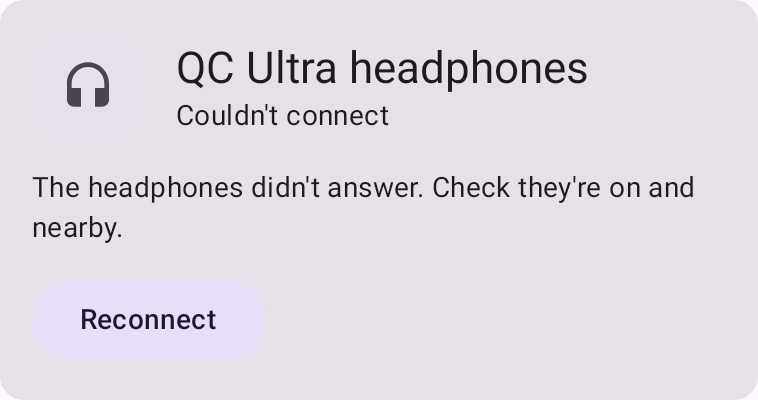 QC Ultra headphones
Couldn't connect
The headphones didn't answer. Check they're on and
nearby.
Reconnect